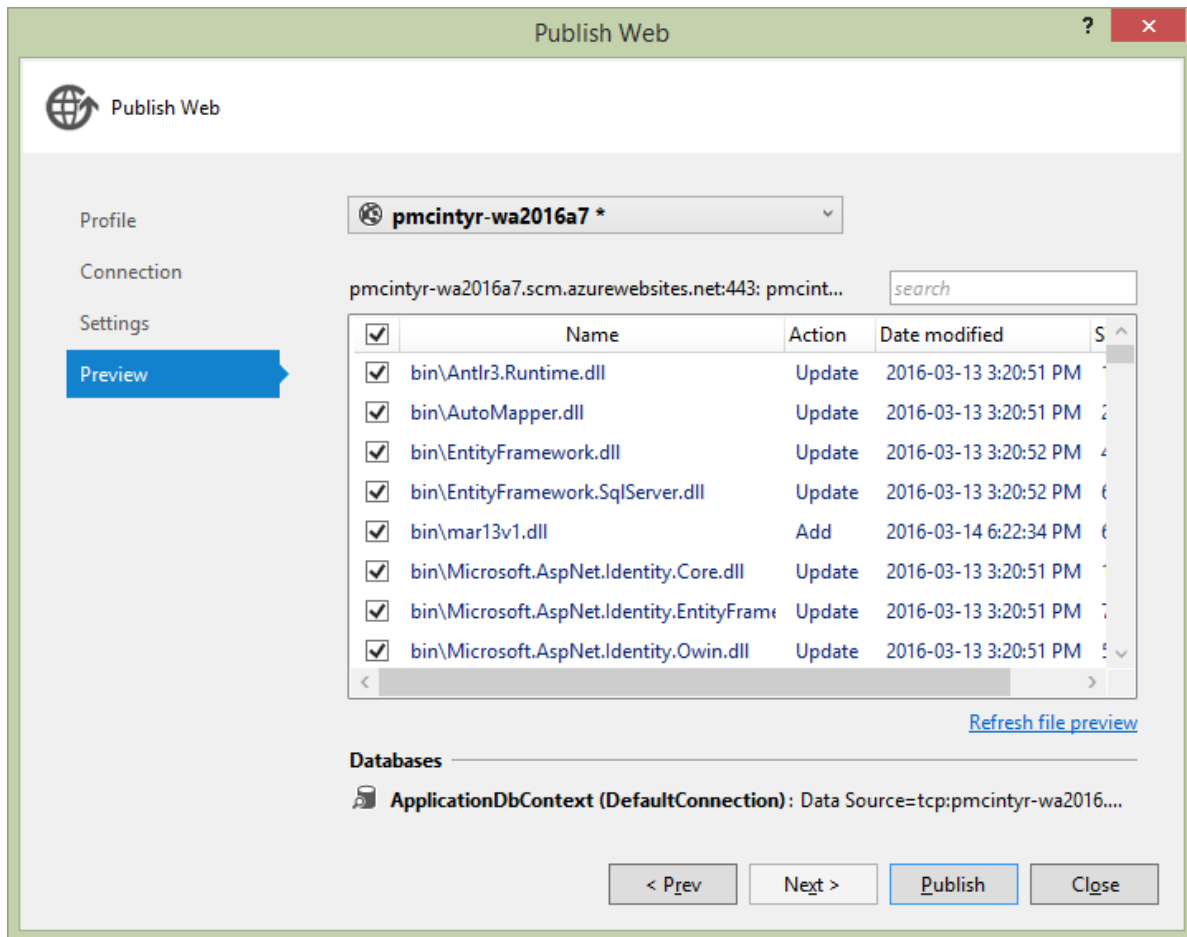 Publish Web ?
Publish Web
Profile
Connection
Settings
Preview
pmcintyr-wa2016a7 *
pmcintyr-wa2016a7.scm.azurewebsites.net:443: pmcint... search
Name Action Date modified S
bin\Antlr3.Runtime.dll Update 2016-03-13 3:20:51 PM
bin\AutoMapper.dll Update 2016-03-13 3:20:51 PM
bin\EntityFramework.dll Update 2016-03-13 3:20:52 PM
bin\EntityFramework.SqlServer.dll Update 2016-03-13 3:20:52 PM
bin\mar13v1.dll Add 2016-03-14 6:22:34 PM
bin\Microsoft.AspNet.Identity.Core.dll Update 2016-03-13 3:20:51 PM
bin\Microsoft.AspNet.Identity.EntityFrame Update 2016-03-13 3:20:51 PM
bin\Microsoft.AspNet.Identity.Owin.dll Update 2016-03-13 3:20:51 PM
Refresh file preview
Databases
ApplicationDbContext (DefaultConnection) : Data Source=tcp:pmcintyr-wa2016....
< Prev Next > Publish Close